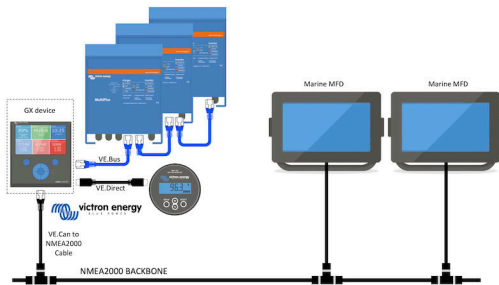 GX device
MultiPlus
VE.Bus
VE.Direct
victron energy
BLUE POWER
VE.Can to
NMEA2000
Cable
NMEA2000 BACKBONE
Marine MFD
Marine MFD